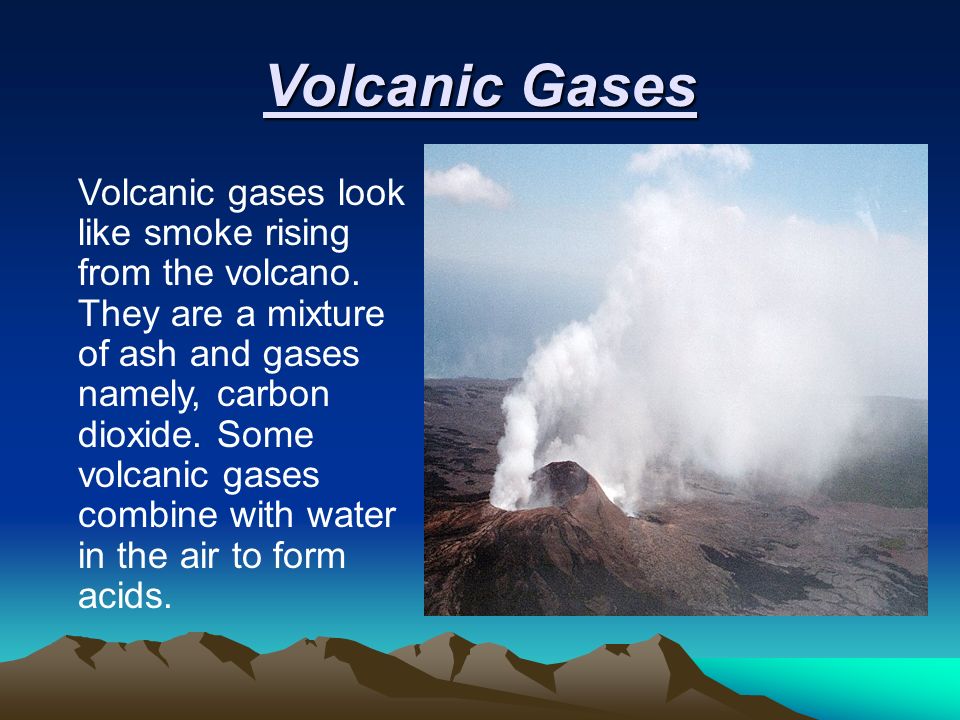 Volcanic Gases
Volcanic gases look
like smoke rising
from the volcano.
They are a mixture
of ash and gases
namely, carbon
dioxide. Some
volcanic gases
combine with water
in the air to form
acids.